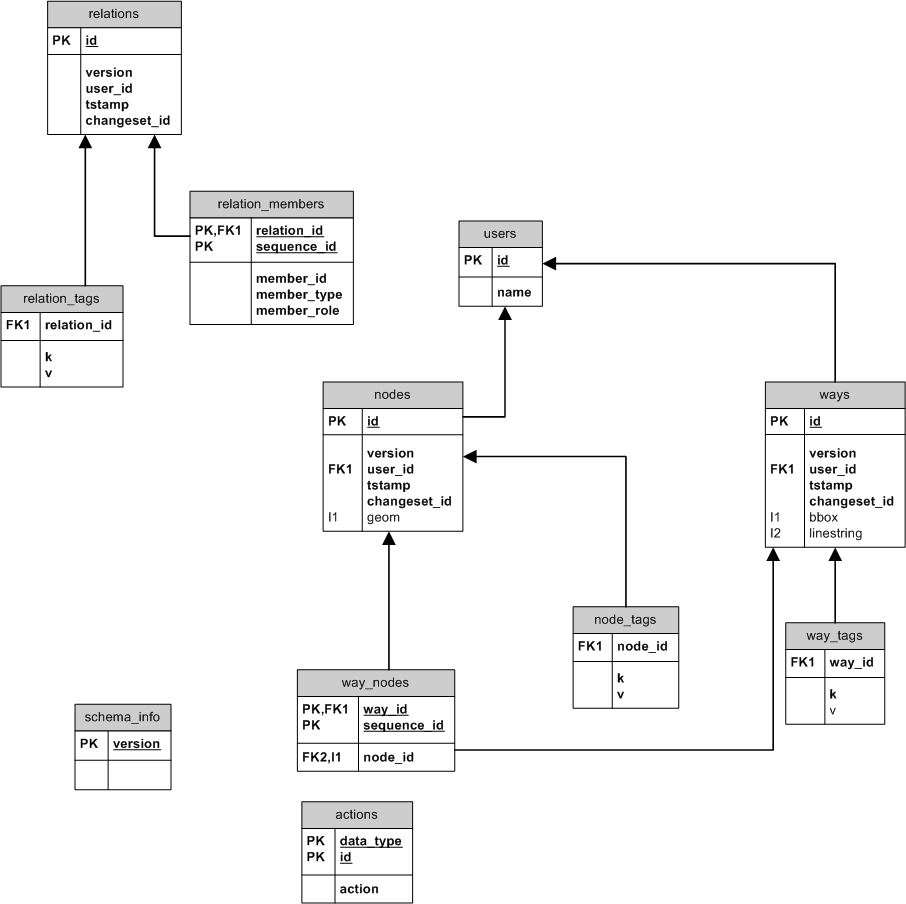 relations
PK id
version
user_id
tstamp
changeset_id
relation_members
PK,FK1 relation_id
PK sequence_id
member_id
member_type
member_role
users
PK id
name
relation_tags
FK1 relation_id
k
v
nodes
PK id
version
FK1 user_id
tstamp
changeset_id
I1 geom
ways
PK id
version
FK1 user_id
tstamp
changeset_id
I1 bbox
I2 linestring
node_tags
FK1 node_id
k
v
way_tags
FK1 way_id
k
v
way_nodes
PK,FK1 way_id
PK sequence_id
FK2,I1 node_id
schema_info
PK version
actions
PK data_type
PK id
action